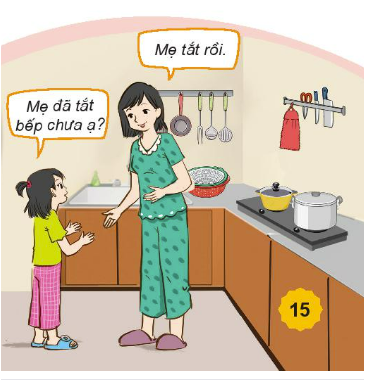 Mẹ tắt rồi.
Mẹ đã tắt
bếp chưa ạ?
15